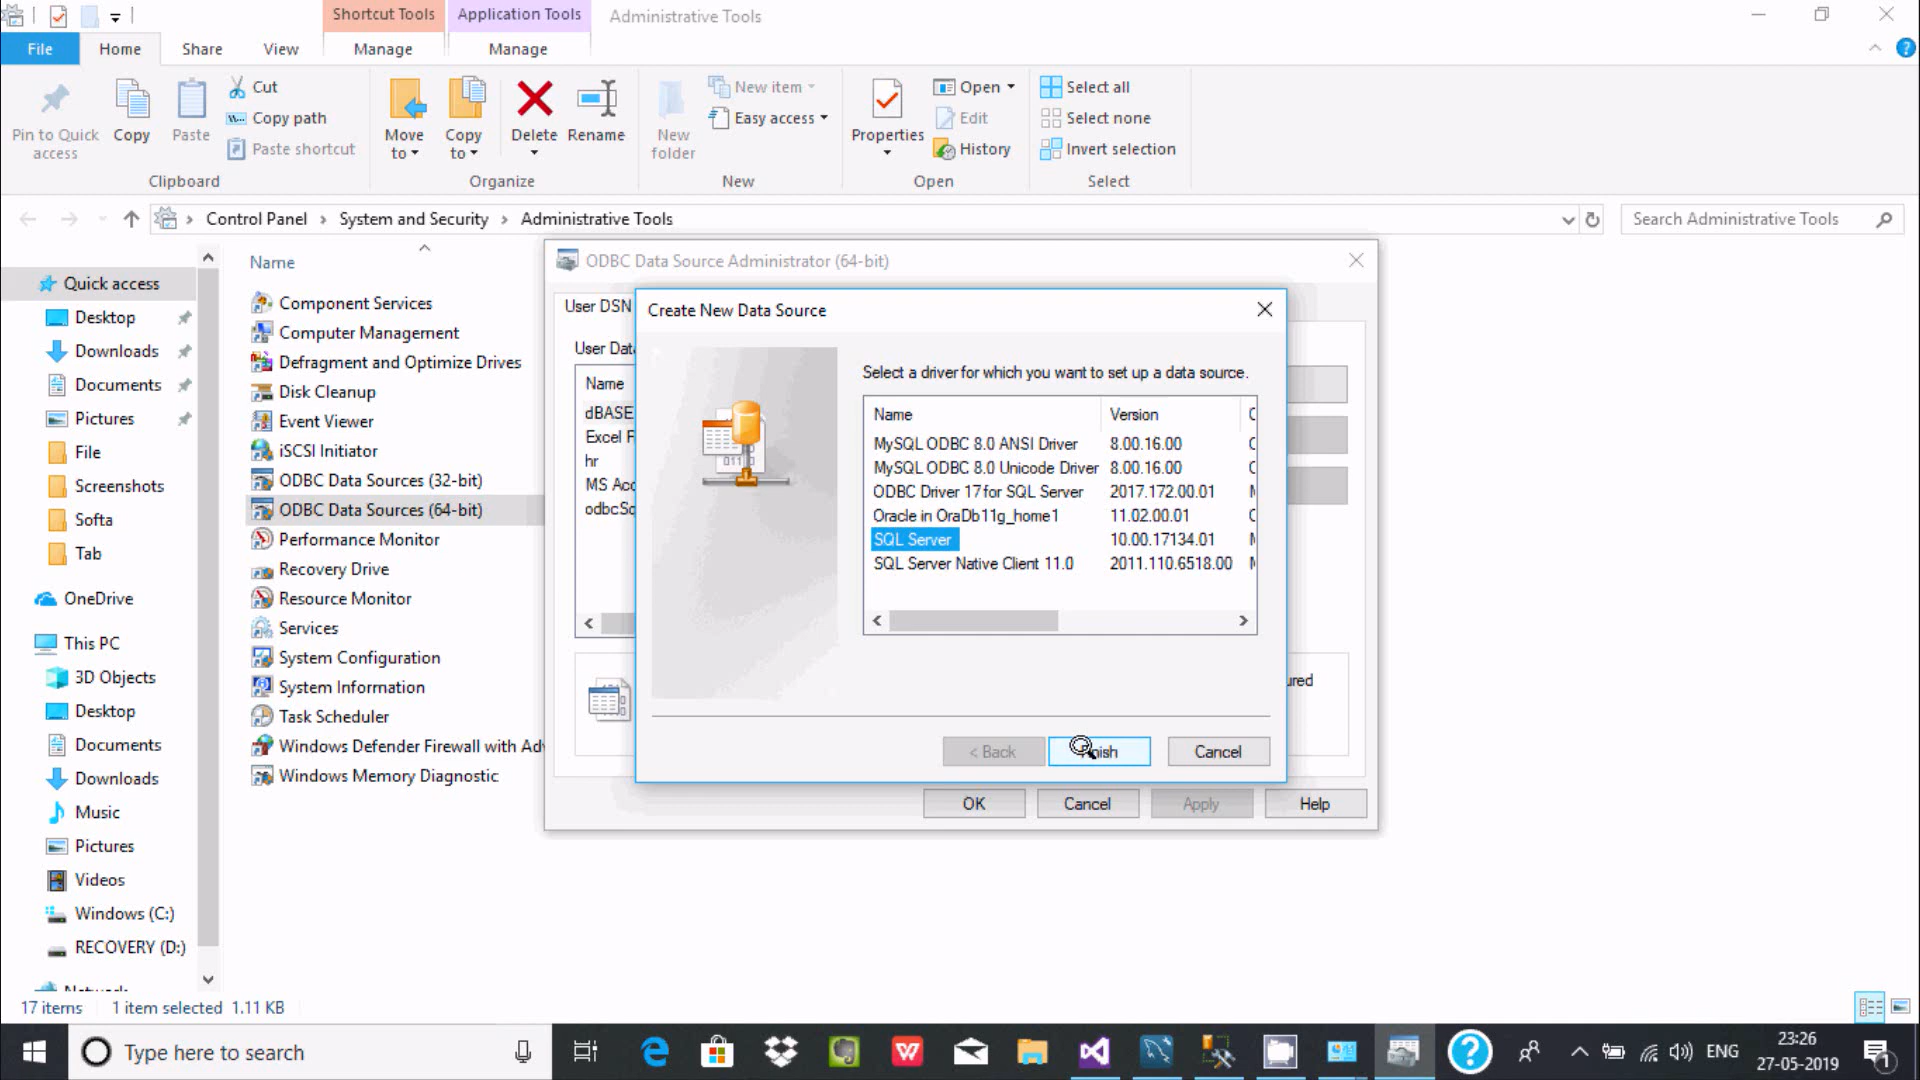 Shortcut Tools
Application Tools
Administrative Tools
File
Home
Share
View
Manage
Manage
Pin to Quick access
Copy
Paste
Cut
Copy path
Paste shortcut
Clipboard
Move to
Copy to
Delete
Rename
Organize
New folder
New item
Easy access
New
Properties
Open
Edit
History
Open
Select all
Select none
Invert selection
Select
Control Panel > System and Security > Administrative Tools
Search Administrative Tools
Quick access
Desktop
Downloads
Documents
Pictures
File
Screenshots
Softa
Tab
OneDrive
This PC
3D Objects
Desktop
Documents
Downloads
Music
Pictures
Videos
Windows (C:)
RECOVERY (D:)
Name
Component Services
Computer Management
Defragment and Optimize Drives
Disk Cleanup
Event Viewer
iSCSI Initiator
ODBC Data Sources (32-bit)
ODBC Data Sources (64-bit)
Performance Monitor
Recovery Drive
Resource Monitor
Services
System Configuration
System Information
Task Scheduler
Windows Defender Firewall with Adv
Windows Memory Diagnostic
ODBC Data Source Administrator (64-bit)
User DSN
User Data
Name
dBASE
Excel F
hr
MS Acc
odbcSc
ured
OK
Cancel
Apply
Help
Create New Data Source
Select a driver for which you want to set up a data source.
Name Version
MySQL ODBC 8.0 ANSI Driver 8.00.16.00
MySQL ODBC 8.0 Unicode Driver 8.00.16.00
ODBC Driver 17 for SQL Server 2017.172.00.01
Oracle in OraDb11g_home1 11.02.00.01
SQL Server 10.00.17134.01
SQL Server Native Client 11.0 2011.110.6518.00
< Back
Finish
Cancel
17 items 1 item selected 1.11 KB
Type here to search
ENG
23:26
27-05-2019
1